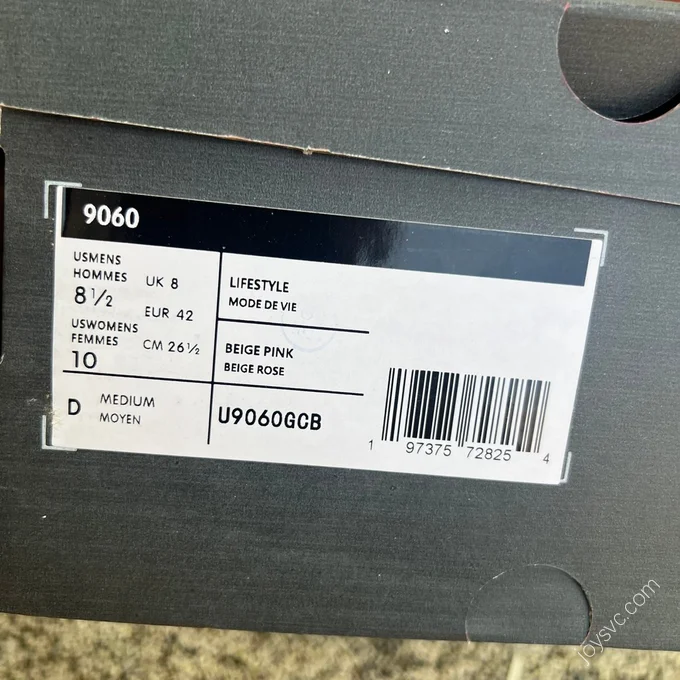 9060
USMENS
HOMMES
8 1/2
UK 8
EUR 42
USWOMENS
FEMMES
10
CM 26 1/2
LIFESTYLE
MODE DE VIE
BEIGE PINK
BEIGE ROSE
D
MEDIUM
MOYEN
U9060GCB
1 97375 72825 4
joysvc.com